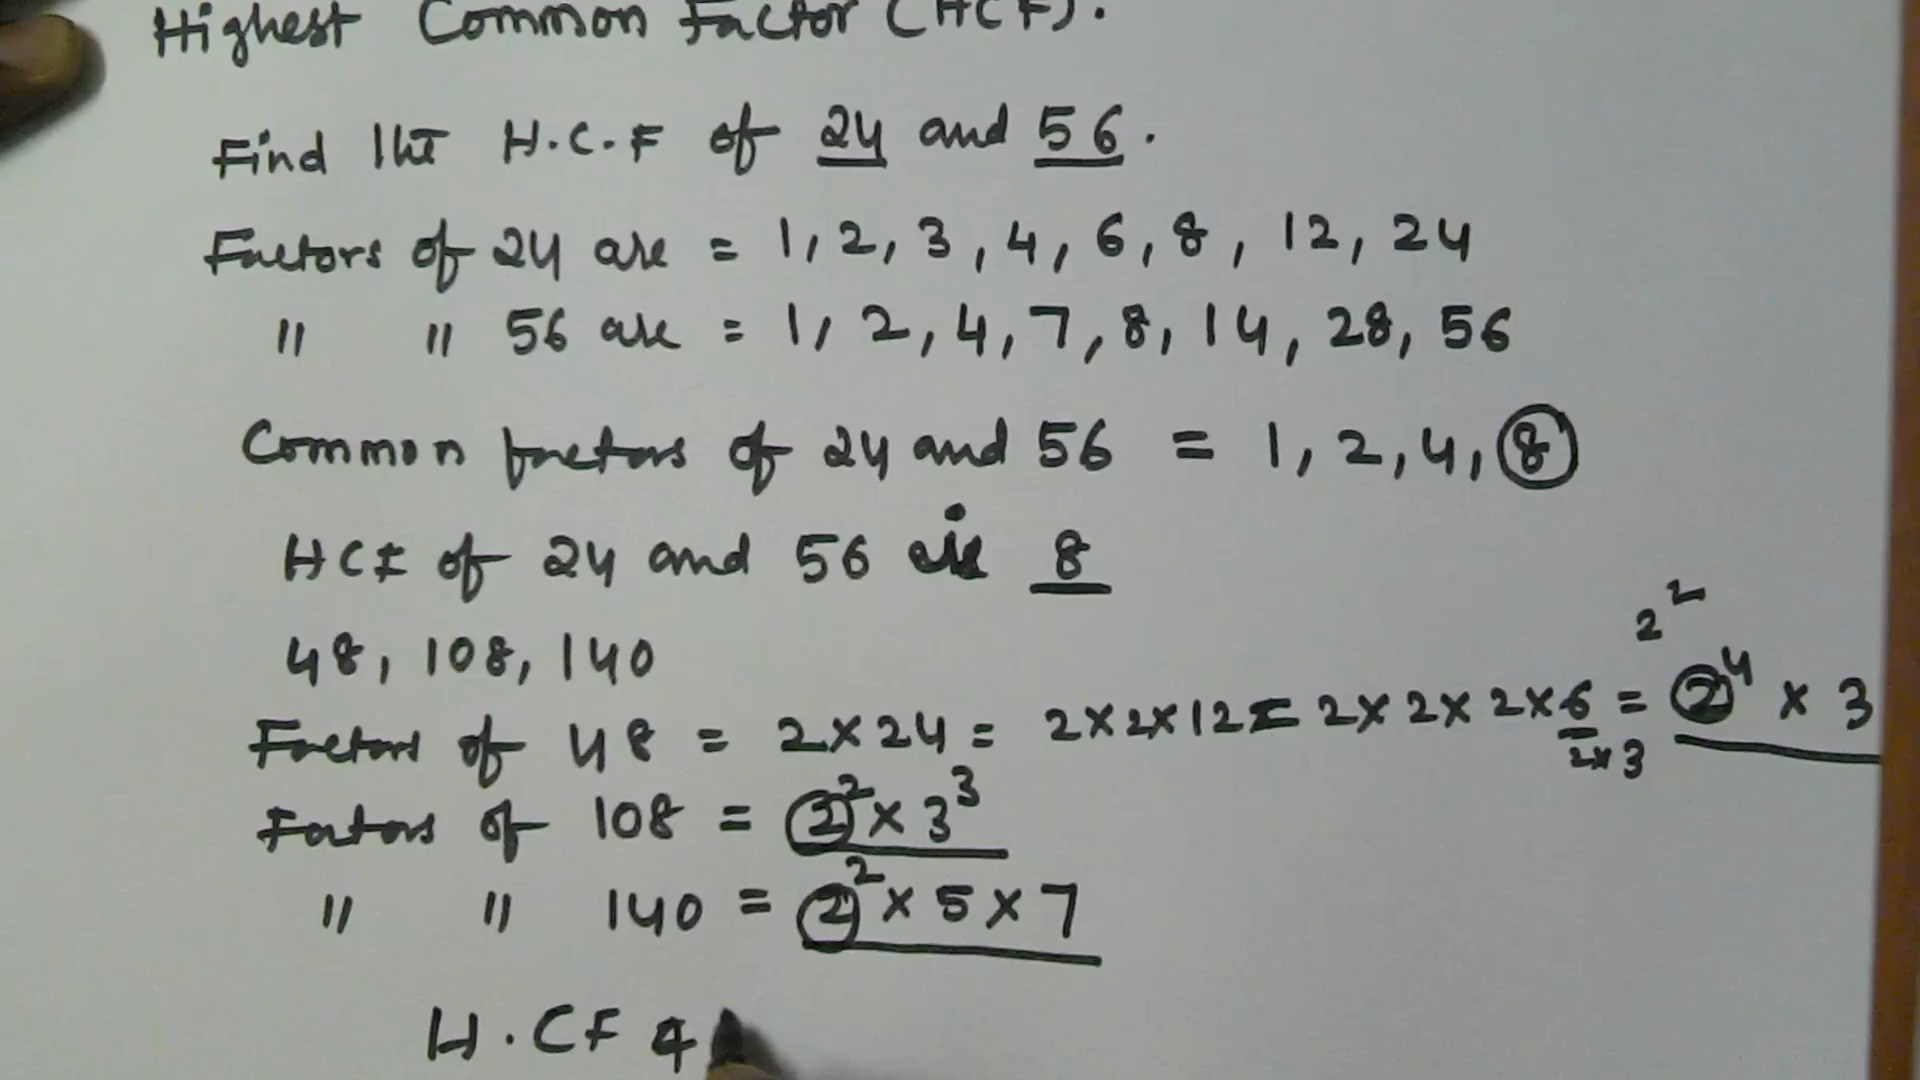 Highest Common Factor (HCF).
Find the H.C.F of 24 and 56.
Factors of 24 are = 1, 2, 3, 4, 6, 8, 12, 24
" " 56 are = 1, 2, 4, 7, 8, 14, 28, 56
Common factors of 24 and 56 = 1, 2, 4, 8
HCF of 24 and 56 is 8
48, 108, 140
2²
Factors of 48 = 2 × 24 = 2×2×12 = 2× 2× 2×6 = 2⁴ × 3
2×3
Factors of 108 = 2² × 3³
" " 140 = 2² × 5 × 7
H.CF